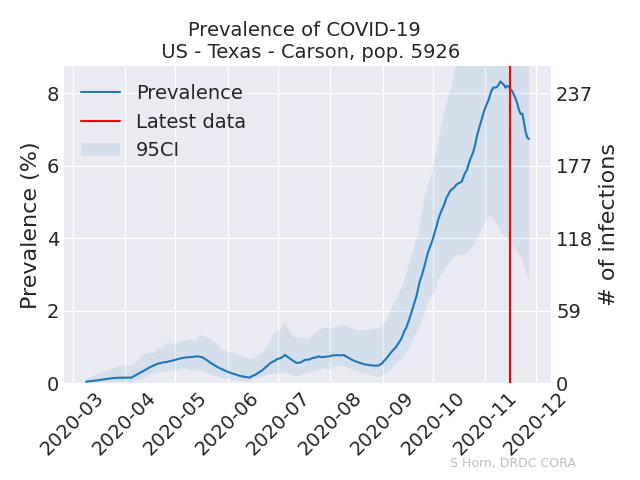 Prevalence of COVID-19
US - Texas - Carson, pop. 5926
Prevalence
Latest data
95CI
Prevalence (%)
8
6
4
2
0
237
177
118
59
0
# of infections
2020-03
2020-04
2020-05
2020-06
2020-07
2020-08
2020-09
2020-10
2020-11
2020-12
S Horn, DRDC CORA